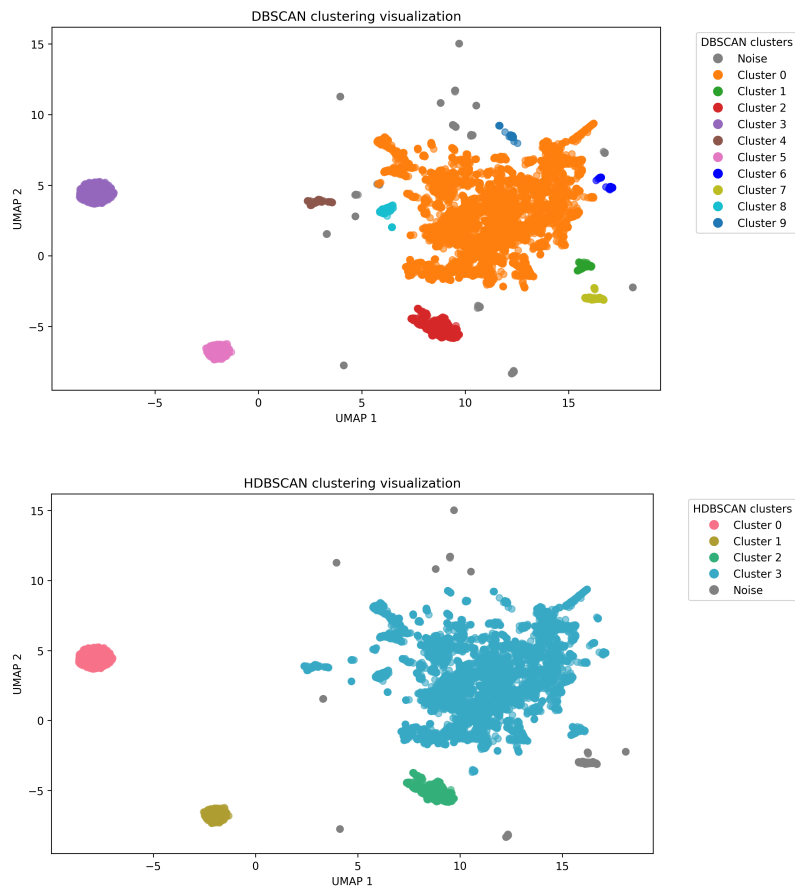 DBSCAN clustering visualization
15
10
5
0
−5
UMAP 2
−5
0
5
10
15
UMAP 1
DBSCAN clusters
Noise
Cluster 0
Cluster 1
Cluster 2
Cluster 3
Cluster 4
Cluster 5
Cluster 6
Cluster 7
Cluster 8
Cluster 9
HDBSCAN clustering visualization
15
10
5
0
−5
UMAP 2
−5
0
5
10
15
UMAP 1
HDBSCAN clusters
Cluster 0
Cluster 1
Cluster 2
Cluster 3
Noise